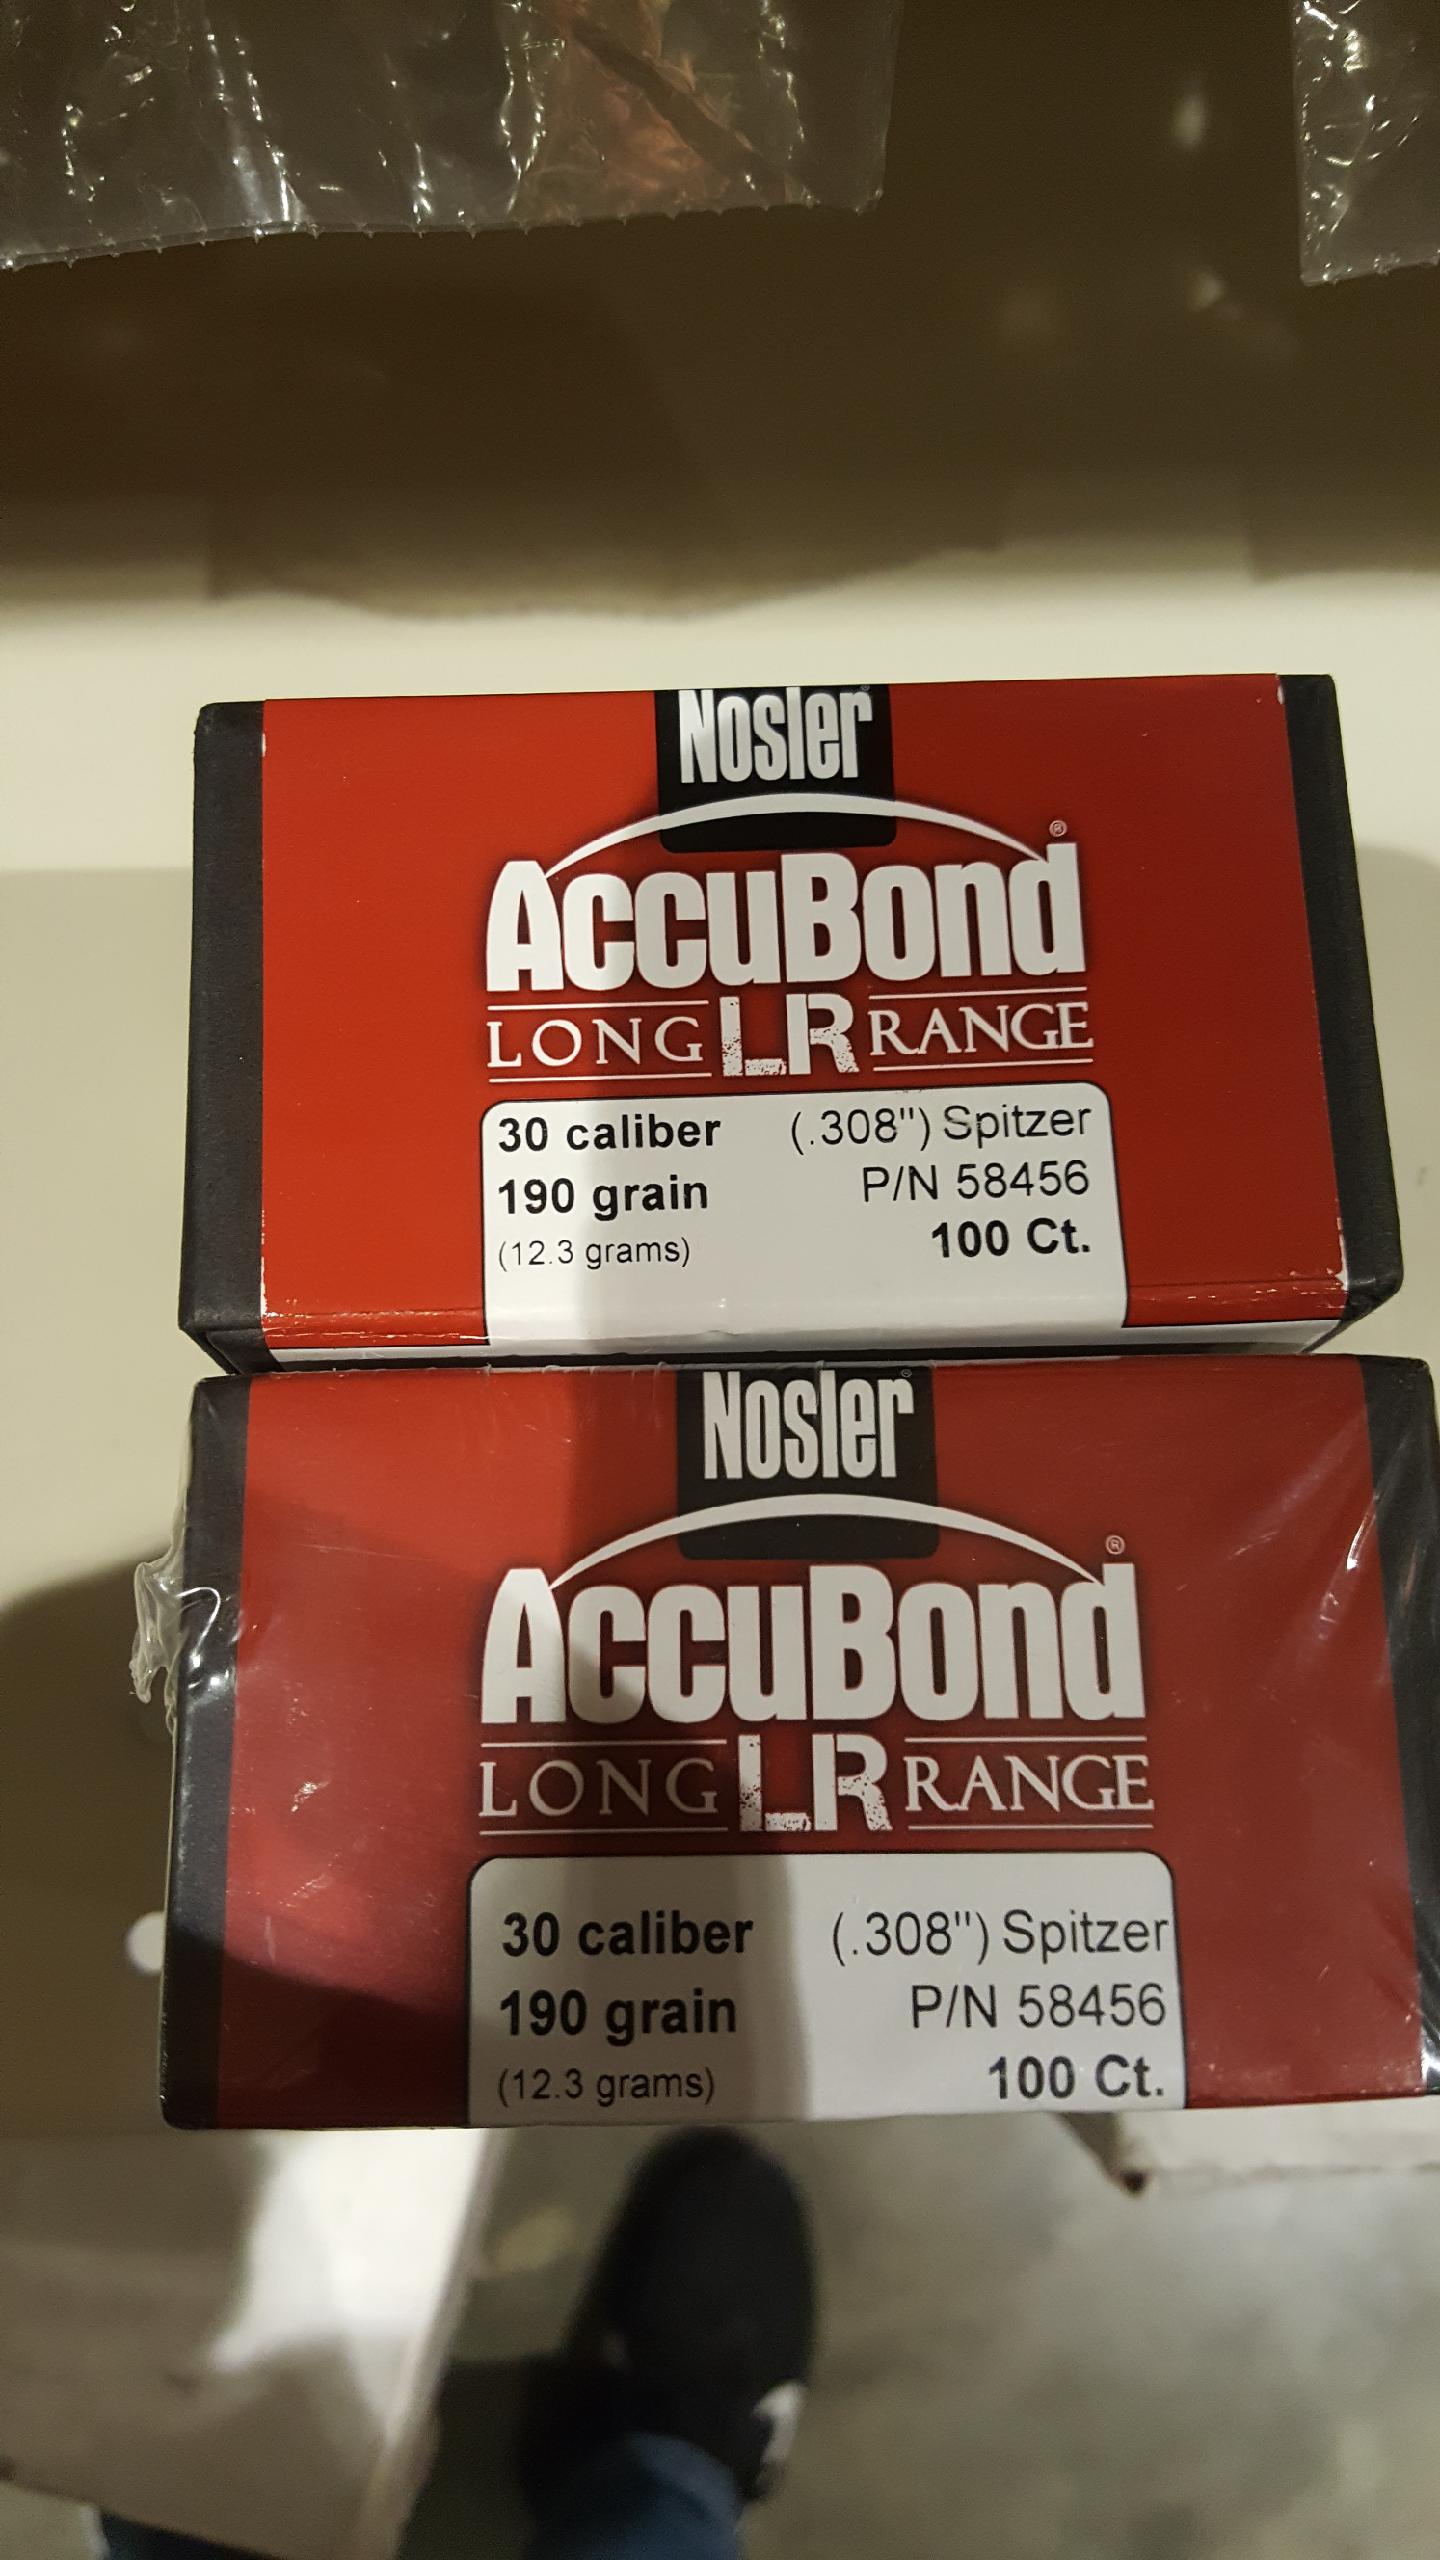 Nosler
AccuBond®
LONG LR RANGE
30 caliber (.308") Spitzer
190 grain P/N 58456
(12.3 grams) 100 Ct.
Nosler®
AccuBond®
LONG LR RANGE
30 caliber (.308") Spitzer
190 grain P/N 58456
(12.3 grams) 100 Ct.